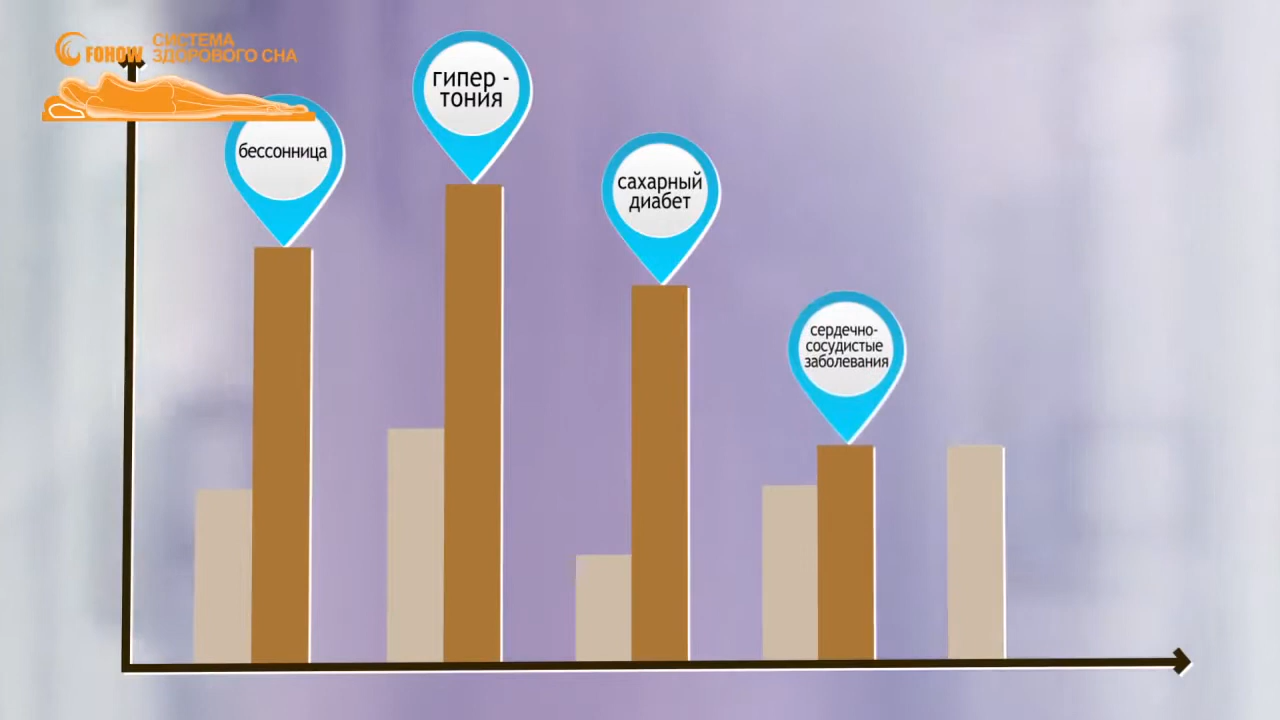 FOHOW
СИСТЕМА
ЗДОРОВОГО СНА
бессонница
гипер -
тония
сахарный
диабет
сердечно-
сосудистые
заболевания